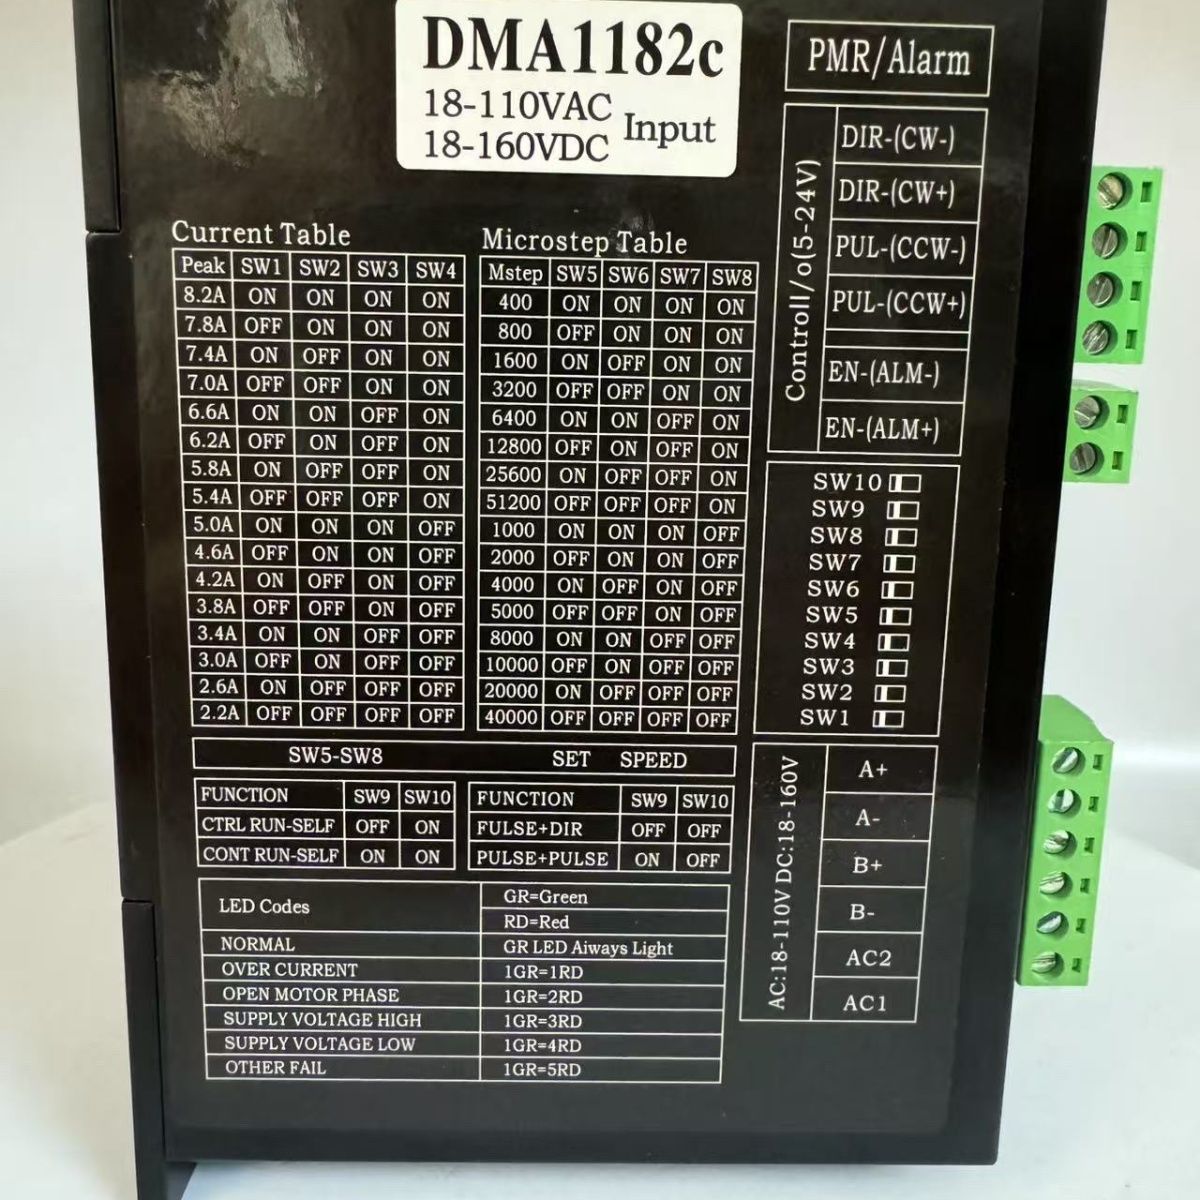 DMA1182c
18-110VAC
18-160VDC
Input
PMR/Alarm
Controll/o(5-24V)
DIR-(CW-)
DIR-(CW+)
PUL-(CCW-)
PUL-(CCW+)
EN-(ALM-)
EN-(ALM+)
Current Table
Peak SW1 SW2 SW3 SW4
8.2A ON ON ON ON
7.8A OFF ON ON ON
7.4A ON OFF ON ON
7.0A OFF OFF ON ON
6.6A ON ON OFF ON
6.2A OFF ON OFF ON
5.8A ON OFF OFF ON
5.4A OFF OFF OFF ON
5.0A ON ON ON OFF
4.6A OFF ON ON OFF
4.2A ON OFF ON OFF
3.8A OFF OFF ON OFF
3.4A ON ON OFF OFF
3.0A OFF ON OFF OFF
2.6A ON OFF OFF OFF
2.2A OFF OFF OFF OFF
Microstep Table
Mstep SW5 SW6 SW7 SW8
400 ON ON ON ON
800 OFF ON ON ON
1600 ON OFF ON ON
3200 OFF OFF ON ON
6400 ON ON OFF ON
12800 OFF ON OFF ON
25600 ON OFF OFF ON
51200 OFF OFF OFF ON
1000 ON ON ON OFF
2000 OFF ON ON OFF
4000 ON OFF ON OFF
5000 OFF OFF ON OFF
8000 ON ON OFF OFF
10000 OFF ON OFF OFF
20000 ON OFF OFF OFF
40000 OFF OFF OFF OFF
SW10
SW9
SW8
SW7
SW6
SW5
SW4
SW3
SW2
SW1
SW5-SW8 SET SPEED
FUNCTION SW9 SW10
CTRL RUN-SELF OFF ON
CONT RUN-SELF ON ON
FUNCTION SW9 SW10
FULSE+DIR OFF OFF
PULSE+PULSE ON OFF
AC:18-110V DC:18-160V
A+
A-
B+
B-
AC2
AC1
LED Codes
GR=Green
RD=Red
NORMAL GR LED Aiways Light
OVER CURRENT 1GR=1RD
OPEN MOTOR PHASE 1GR=2RD
SUPPLY VOLTAGE HIGH 1GR=3RD
SUPPLY VOLTAGE LOW 1GR=4RD
OTHER FAIL 1GR=5RD